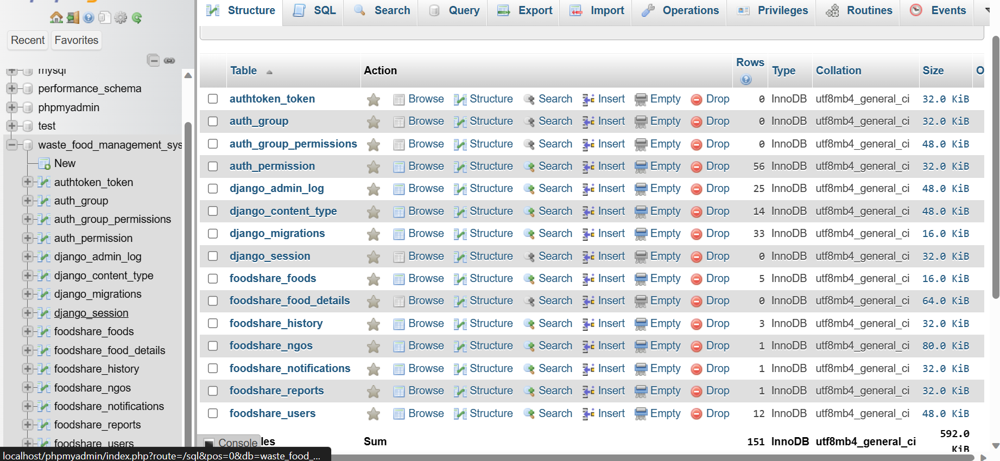 Structure SQL Search Query Export Import Operations Privileges Routines Events
Recent Favorites
mysql
performance_schema
phpmyadmin
test
waste_food_management_sys
New
authtoken_token
auth_group
auth_group_permissions
auth_permission
django_admin_log
django_content_type
django_migrations
django_session
foodshare_foods
foodshare_food_details
foodshare_history
foodshare_ngos
foodshare_notifications
foodshare_reports
foodshare_users
Table Action Rows Type Collation Size O
authtoken_token Browse Structure Search Insert Empty Drop 0 InnoDB utf8mb4_general_ci 32.0 KiB
auth_group Browse Structure Search Insert Empty Drop 0 InnoDB utf8mb4_general_ci 32.0 KiB
auth_group_permissions Browse Structure Search Insert Empty Drop 0 InnoDB utf8mb4_general_ci 48.0 KiB
auth_permission Browse Structure Search Insert Empty Drop 56 InnoDB utf8mb4_general_ci 32.0 KiB
django_admin_log Browse Structure Search Insert Empty Drop 25 InnoDB utf8mb4_general_ci 48.0 KiB
django_content_type Browse Structure Search Insert Empty Drop 14 InnoDB utf8mb4_general_ci 48.0 KiB
django_migrations Browse Structure Search Insert Empty Drop 33 InnoDB utf8mb4_general_ci 16.0 KiB
django_session Browse Structure Search Insert Empty Drop 0 InnoDB utf8mb4_general_ci 32.0 KiB
foodshare_foods Browse Structure Search Insert Empty Drop 5 InnoDB utf8mb4_general_ci 16.0 KiB
foodshare_food_details Browse Structure Search Insert Empty Drop 0 InnoDB utf8mb4_general_ci 64.0 KiB
foodshare_history Browse Structure Search Insert Empty Drop 3 InnoDB utf8mb4_general_ci 32.0 KiB
foodshare_ngos Browse Structure Search Insert Empty Drop 1 InnoDB utf8mb4_general_ci 80.0 KiB
foodshare_notifications Browse Structure Search Insert Empty Drop 1 InnoDB utf8mb4_general_ci 32.0 KiB
foodshare_reports Browse Structure Search Insert Empty Drop 1 InnoDB utf8mb4_general_ci 32.0 KiB
foodshare_users Browse Structure Search Insert Empty Drop 12 InnoDB utf8mb4_general_ci 48.0 KiB
les Sum 151 InnoDB utf8mb4_general_ci 592.0 KiB
Console
localhost/phpmyadmin/index.php?route=/sql&pos=0&db=waste_food_...